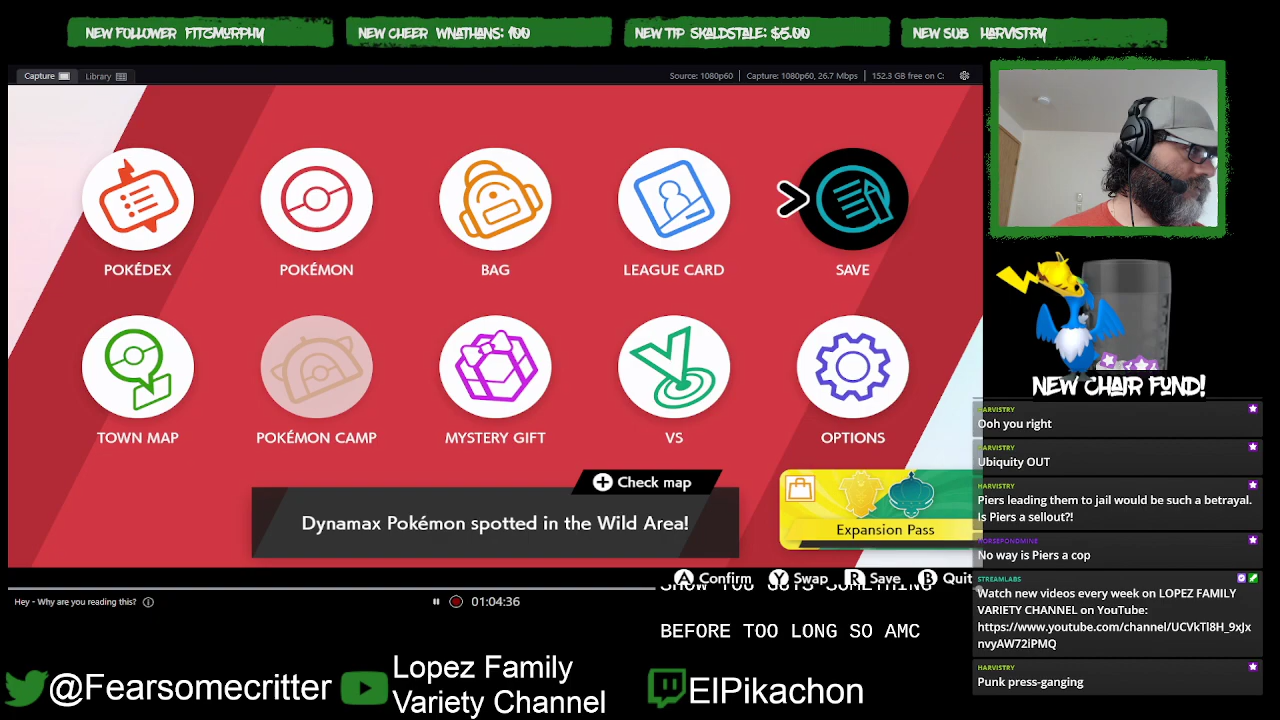 NEW FOLLOWER FITZMURPHY
NEW CHEER WNATHANS: 100
NEW TIP SKALDSTALE: $5.00
NEW SUB HARVISTRY
Capture
Library
Source: 1080p60
Capture: 1080p60, 26.7 Mbps
152.3 GB free on C:
POKÉDEX
POKÉMON
BAG
LEAGUE CARD
SAVE
TOWN MAP
POKÉMON CAMP
MYSTERY GIFT
VS
OPTIONS
+ Check map
Dynamax Pokémon spotted in the Wild Area!
Expansion Pass
A Confirm
Y Swap
R Save
B Quit
Hey - Why are you reading this?
01:04:36
SHOW YOU GUYS SOMETHING
BEFORE TOO LONG SO AMC
@Fearsomecritter
Lopez Family
Variety Channel
ElPikachon
NEW CHAIR FUND!
HARVISTRY
Ooh you right
HARVISTRY
Ubiquity OUT
HARVISTRY
Piers leading them to jail would be such a betrayal.
Is Piers a sellout?!
HORSEPONDMINE
No way is Piers a cop
STREAMLABS
Watch new videos every week on LOPEZ FAMILY
VARIETY CHANNEL on YouTube:
https://www.youtube.com/channel/UCVkTl8H_9xJx
nvyAW72iPMQ
HARVISTRY
Punk press-ganging